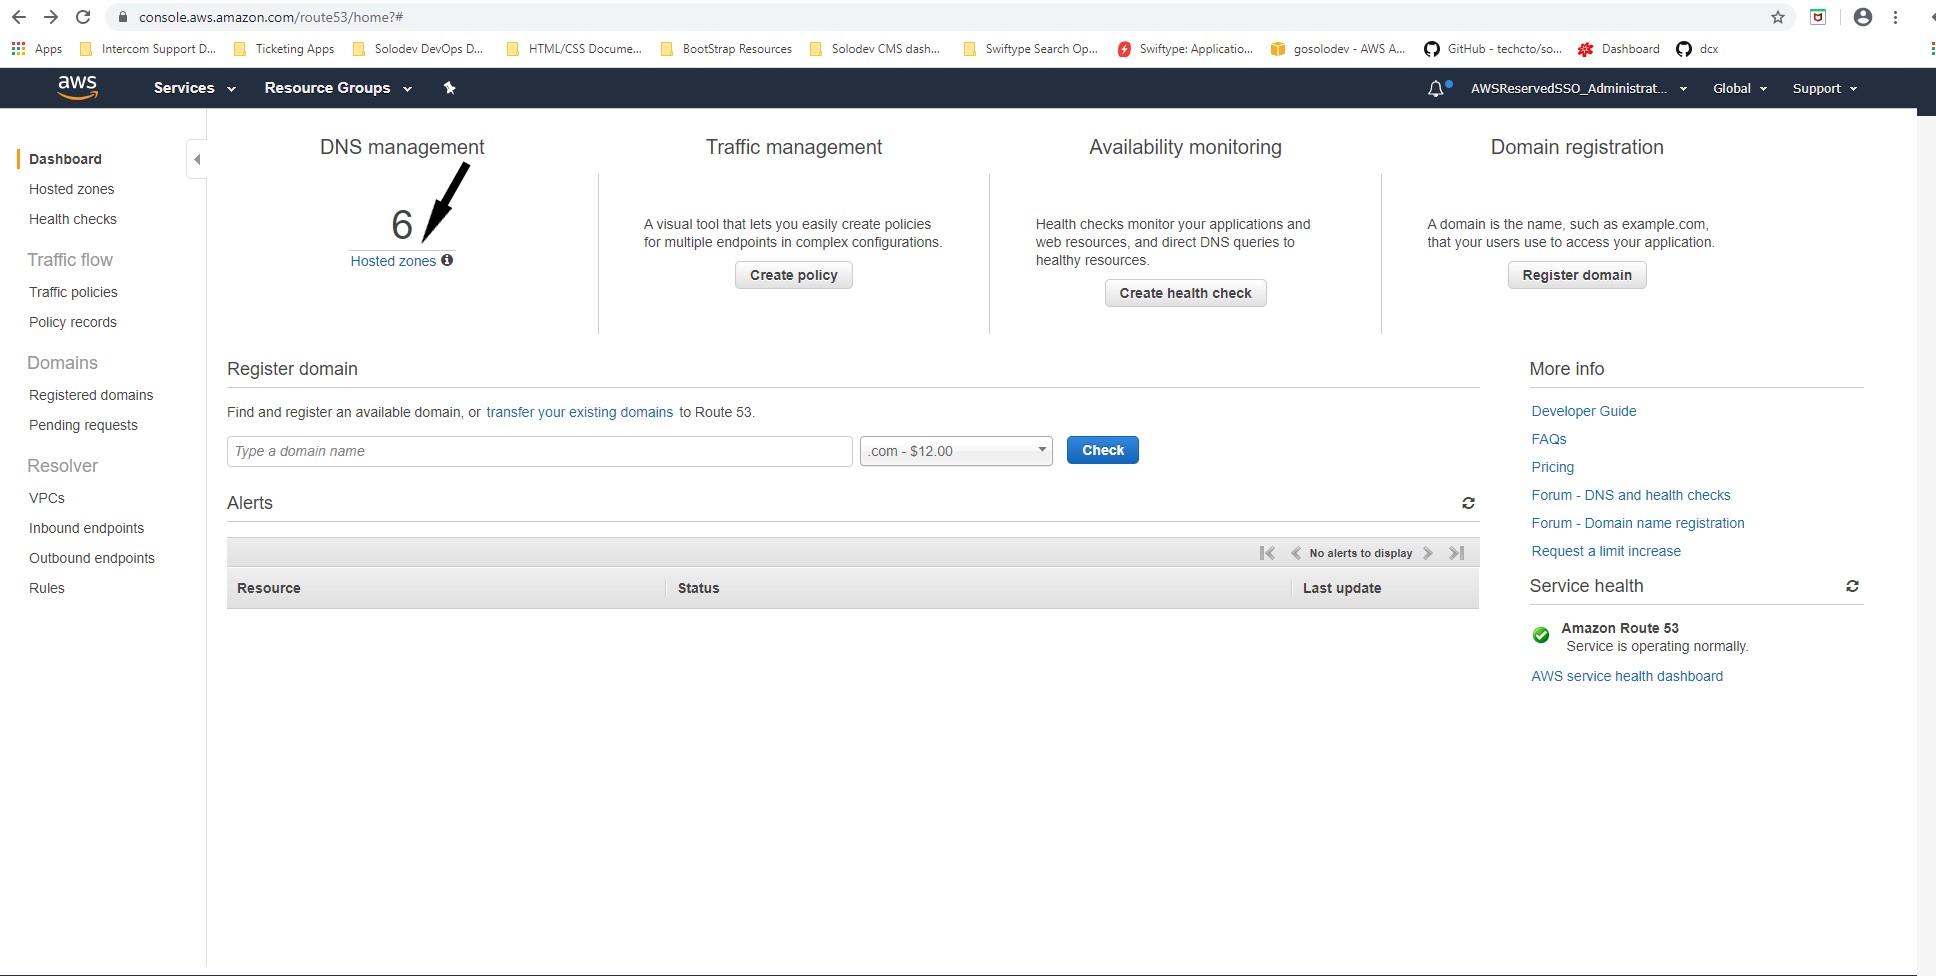 console.aws.amazon.com/route53/home?#
Apps
Intercom Support D...
Ticketing Apps
Solodev DevOps D...
HTML/CSS Docume...
BootStrap Resources
Solodev CMS dash...
Swiftype Search Op...
Swiftype: Applicatio...
gosolodev - AWS A...
GitHub - techcto/so...
Dashboard
dcx
aws
Services
Resource Groups
AWSReservedSSO_Administrat...
Global
Support
Dashboard
Hosted zones
Health checks
Traffic flow
Traffic policies
Policy records
Domains
Registered domains
Pending requests
Resolver
VPCs
Inbound endpoints
Outbound endpoints
Rules
DNS management
6
Hosted zones
Traffic management
A visual tool that lets you easily create policies
for multiple endpoints in complex configurations.
Create policy
Availability monitoring
Health checks monitor your applications and
web resources, and direct DNS queries to
healthy resources.
Create health check
Domain registration
A domain is the name, such as example.com,
that your users use to access your application.
Register domain
Register domain
Find and register an available domain, or transfer your existing domains to Route 53.
Type a domain name
.com - $12.00
Check
Alerts
No alerts to display
Resource
Status
Last update
More info
Developer Guide
FAQs
Pricing
Forum - DNS and health checks
Forum - Domain name registration
Request a limit increase
Service health
Amazon Route 53
Service is operating normally.
AWS service health dashboard